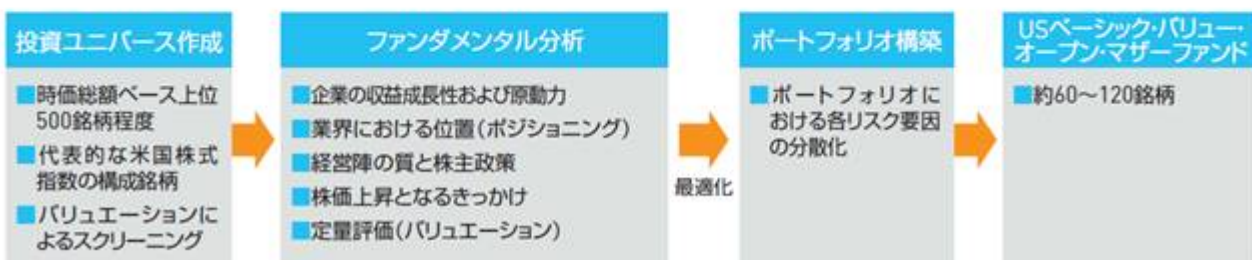 投資ユニバース作成
■時価総額ベース上位
500銘柄程度
■代表的な米国株式
指数の構成銘柄
■バリュエーションに
よるスクリーニング
ファンダメンタル分析
■企業の収益成長性および原動力
■業界における位置(ポジショニング)
■経営陣の質と株主政策
■株価上昇となるきっかけ
■定量評価(バリュエーション)
最適化
ポートフォリオ構築
■ポートフォリオに
おける各リスク要因
の分散化
USベーシック・バリュー・
オープン・マザーファンド
■約60～120銘柄